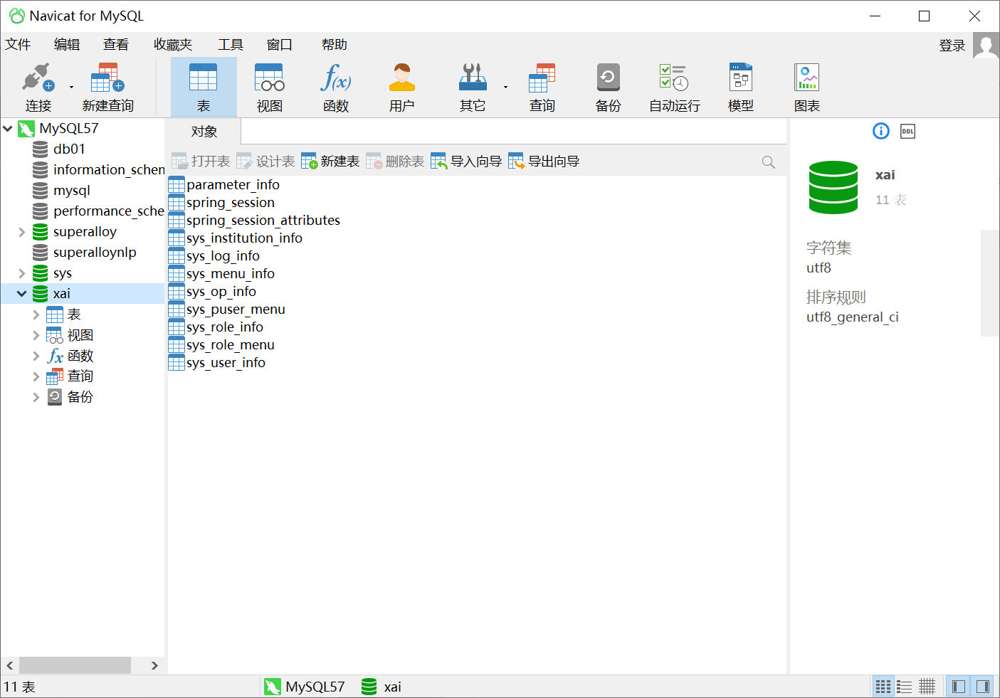 Navicat for MySQL
文件 编辑 查看 收藏夹 工具 窗口 帮助 登录
连接 新建查询 表 视图 函数 用户 其它 查询 备份 自动运行 模型 图表
MySQL57
db01
information_schen
mysql
performance_sche
superalloy
superalloynlp
sys
xai
表
视图
函数
查询
备份
对象
打开表 设计表 新建表 删除表 导入向导 导出向导
parameter_info
spring_session
spring_session_attributes
sys_institution_info
sys_log_info
sys_menu_info
sys_op_info
sys_puser_menu
sys_role_info
sys_role_menu
sys_user_info
DDL
xai
11 表
字符集
utf8
排序规则
utf8_general_ci
11 表 MySQL57 xai